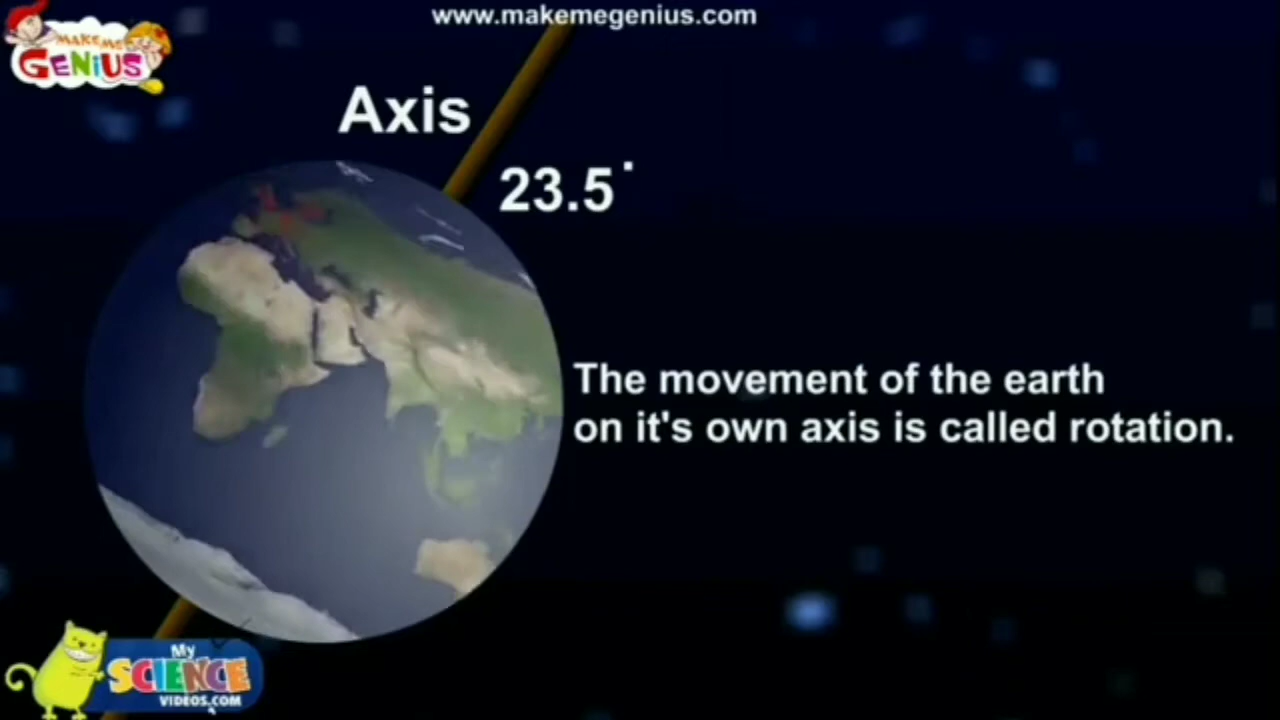 www.makemegenius.com
MAKEME
GENiUS
Axis
23.5°
The movement of the earth
on it's own axis is called rotation.
My
SCIENCE
VIDEOS.COM